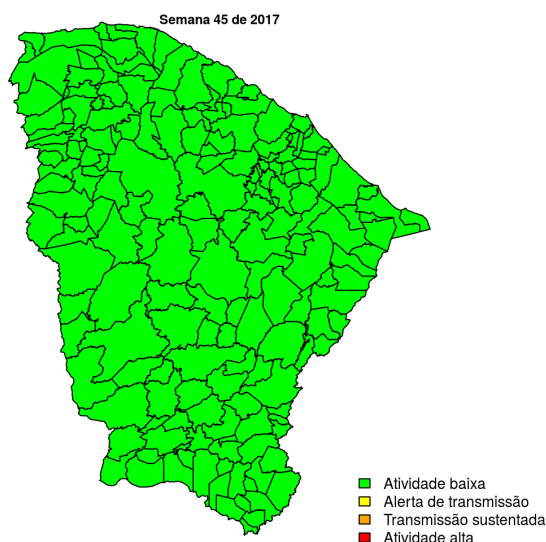 Semana 45 de 2017
Atividade baixa
Alerta de transmissão
Transmissão sustentada
Atividade alta